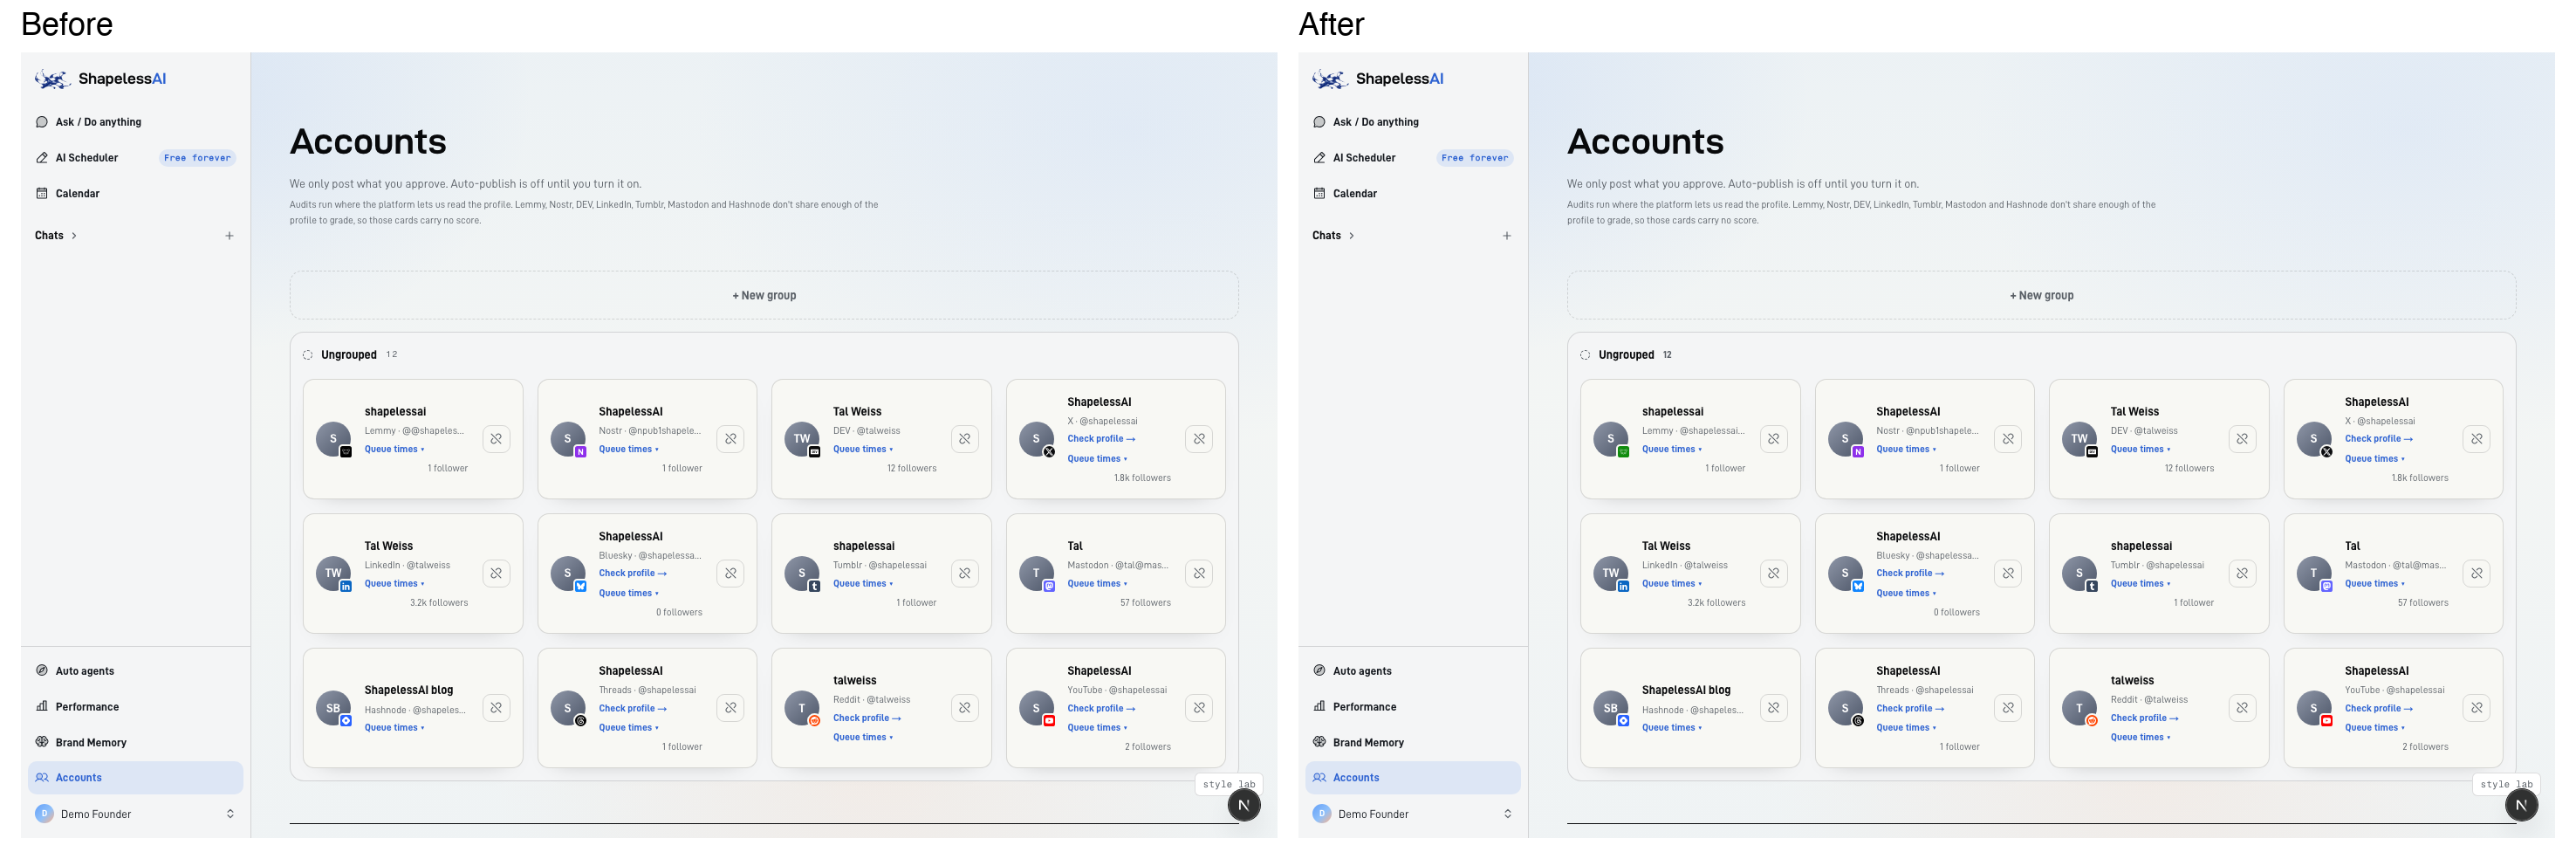 Before
ShapelessAI
Ask / Do anything
AI Scheduler
Free forever
Calendar
Chats
Accounts
We only post what you approve. Auto-publish is off until you turn it on.
Audits run where the platform lets us read the profile. Lemmy, Nostr, DEV, LinkedIn, Tumblr, Mastodon and Hashnode don't share enough of the
profile to grade, so those cards carry no score.
+ New group
Ungrouped 12
S
shapelessai
Lemmy · @@shapeles...
Queue times
1 follower
S
N
ShapelessAI
Nostr · @npub1shapele...
Queue times
1 follower
TW
Tal Weiss
DEV · @talweiss
Queue times
12 followers
S
ShapelessAI
X · @shapelessai
Check profile →
Queue times
1.8k followers
TW
in
Tal Weiss
LinkedIn · @talweiss
Queue times
3.2k followers
S
ShapelessAI
Bluesky · @shapelessa...
Check profile →
Queue times
0 followers
S
t
shapelessai
Tumblr · @shapelessai
Queue times
1 follower
T
Tal
Mastodon · @tal@mas...
Queue times
57 followers
SB
ShapelessAI blog
Hashnode · @shapeles...
Queue times
S
ShapelessAI
Threads · @shapelessai
Check profile →
Queue times
1 follower
T
talweiss
Reddit · @talweiss
Check profile →
Queue times
S
ShapelessAI
YouTube · @shapelessai
Check profile →
Queue times
2 followers
Auto agents
Performance
Brand Memory
Accounts
D
Demo Founder
style lab
N
After
ShapelessAI
Ask / Do anything
AI Scheduler
Free forever
Calendar
Chats
Accounts
We only post what you approve. Auto-publish is off until you turn it on.
Audits run where the platform lets us read the profile. Lemmy, Nostr, DEV, LinkedIn, Tumblr, Mastodon and Hashnode don't share enough of the
profile to grade, so those cards carry no score.
+ New group
Ungrouped 12
S
shapelessai
Lemmy · @shapelessai...
Queue times
1 follower
S
N
ShapelessAI
Nostr · @npub1shapele...
Queue times
1 follower
TW
Tal Weiss
DEV · @talweiss
Queue times
12 followers
S
ShapelessAI
X · @shapelessai
Check profile →
Queue times
1.8k followers
TW
in
Tal Weiss
LinkedIn · @talweiss
Queue times
3.2k followers
S
ShapelessAI
Bluesky · @shapelessa...
Check profile →
Queue times
0 followers
S
t
shapelessai
Tumblr · @shapelessai
Queue times
1 follower
T
Tal
Mastodon · @tal@mas...
Queue times
57 followers
SB
ShapelessAI blog
Hashnode · @shapeles...
Queue times
S
ShapelessAI
Threads · @shapelessai
Check profile →
Queue times
1 follower
T
talweiss
Reddit · @talweiss
Check profile →
Queue times
S
ShapelessAI
YouTube · @shapelessai
Check profile →
Queue times
2 followers
Auto agents
Performance
Brand Memory
Accounts
D
Demo Founder
style lab
N